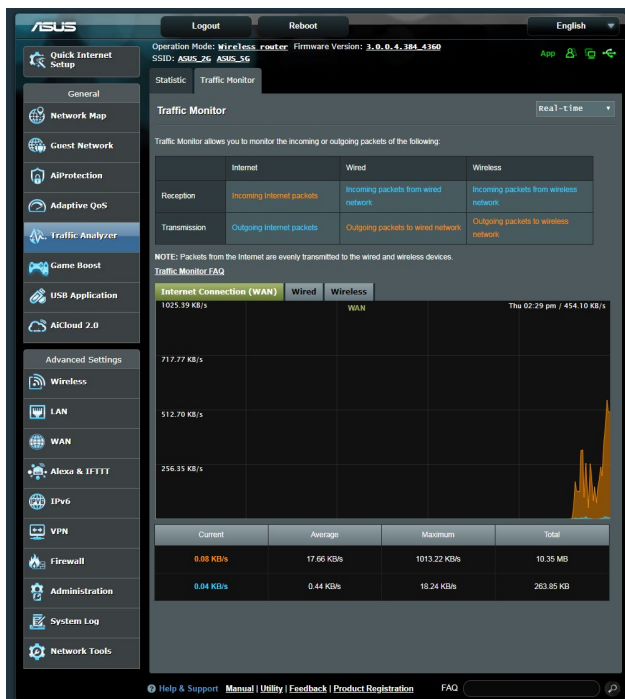 ASUS
Logout
Reboot
English
Operation Mode: Wireless router Firmware Version: 3.0.0.4.384_4360
SSID: ASUS_2G ASUS_5G
App
Quick Internet
Setup
General
Network Map
Guest Network
AiProtection
Adaptive QoS
Traffic Analyzer
Game Boost
USB Application
AiCloud 2.0
Advanced Settings
Wireless
LAN
WAN
Alexa & IFTTT
IPv6
VPN
Firewall
Administration
System Log
Network Tools
Statistic
Traffic Monitor
Traffic Monitor
Real-time
Traffic Monitor allows you to monitor the incoming or outgoing packets of the following:
Internet Wired Wireless
Reception Incoming Internet packets Incoming packets from wired network Incoming packets from wireless network
Transmission Outgoing Internet packets Outgoing packets to wired network Outgoing packets to wireless network
NOTE: Packets from the Internet are evenly transmitted to the wired and wireless devices.
Traffic Monitor FAQ
Internet Connection (WAN) Wired Wireless
1025.39 KB/s WAN Thu 02:29 pm / 454.10 KB/s
717.77 KB/s
512.70 KB/s
256.35 KB/s
Current Average Maximum Total
0.08 KB/s 17.66 KB/s 1013.22 KB/s 10.35 MB
0.04 KB/s 0.44 KB/s 18.24 KB/s 263.85 KB
Help & Support Manual | Utility | Feedback | Product Registration FAQ